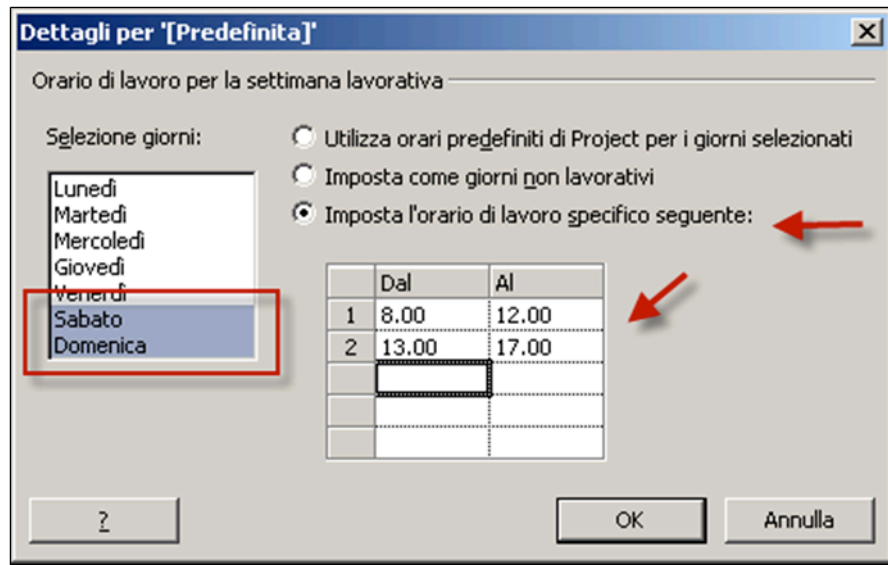 Dettagli per '[Predefinita]'
Orario di lavoro per la settimana lavorativa
Selezione giorni:
Utilizza orari predefiniti di Project per i giorni selezionati
Imposta come giorni non lavorativi
Imposta l'orario di lavoro specifico seguente:
Lunedì
Martedì
Mercoledì
Giovedì
Venerdì
Sabato
Domenica
Dal Al
1 8.00 12.00
2 13.00 17.00
? OK Annulla